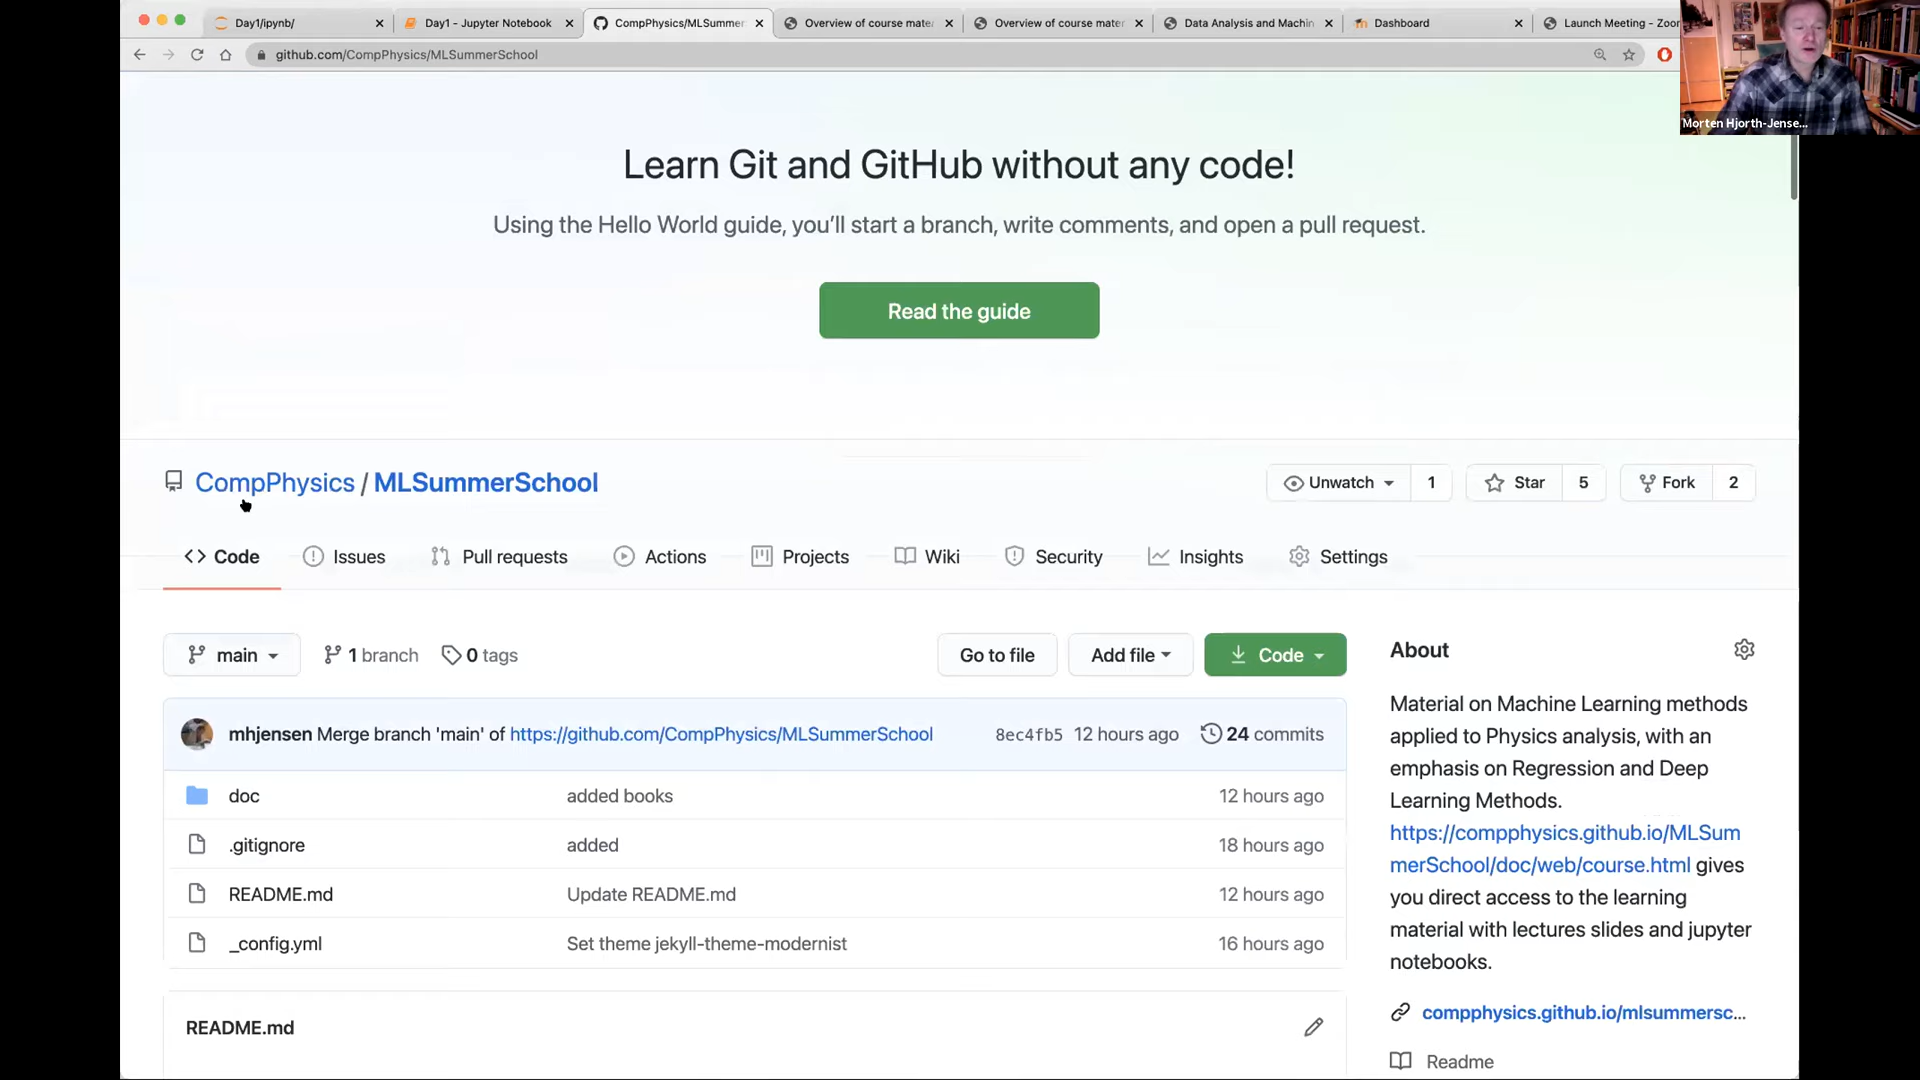 Day1/ipynb/
Day1 - Jupyter Notebook
CompPhysics/MLSummer
Overview of course mate
Overview of course mater
Data Analysis and Machin
Dashboard
Launch Meeting - Zoo
github.com/CompPhysics/MLSummerSchool
Morten Hjorth-Jense...
Learn Git and GitHub without any code!
Using the Hello World guide, you'll start a branch, write comments, and open a pull request.
Read the guide
CompPhysics / MLSummerSchool
Unwatch 1
Star 5
Fork 2
Code
Issues
Pull requests
Actions
Projects
Wiki
Security
Insights
Settings
main
1 branch
0 tags
Go to file
Add file
Code
mhjensen Merge branch 'main' of https://github.com/CompPhysics/MLSummerSchool 8ec4fb5 12 hours ago 24 commits
doc added books 12 hours ago
.gitignore added 18 hours ago
README.md Update README.md 12 hours ago
_config.yml Set theme jekyll-theme-modernist 16 hours ago
README.md
About
Material on Machine Learning methods
applied to Physics analysis, with an
emphasis on Regression and Deep
Learning Methods.
https://compphysics.github.io/MLSum
merSchool/doc/web/course.html gives
you direct access to the learning
material with lectures slides and jupyter
notebooks.
compphysics.github.io/mlsummersc...
Readme